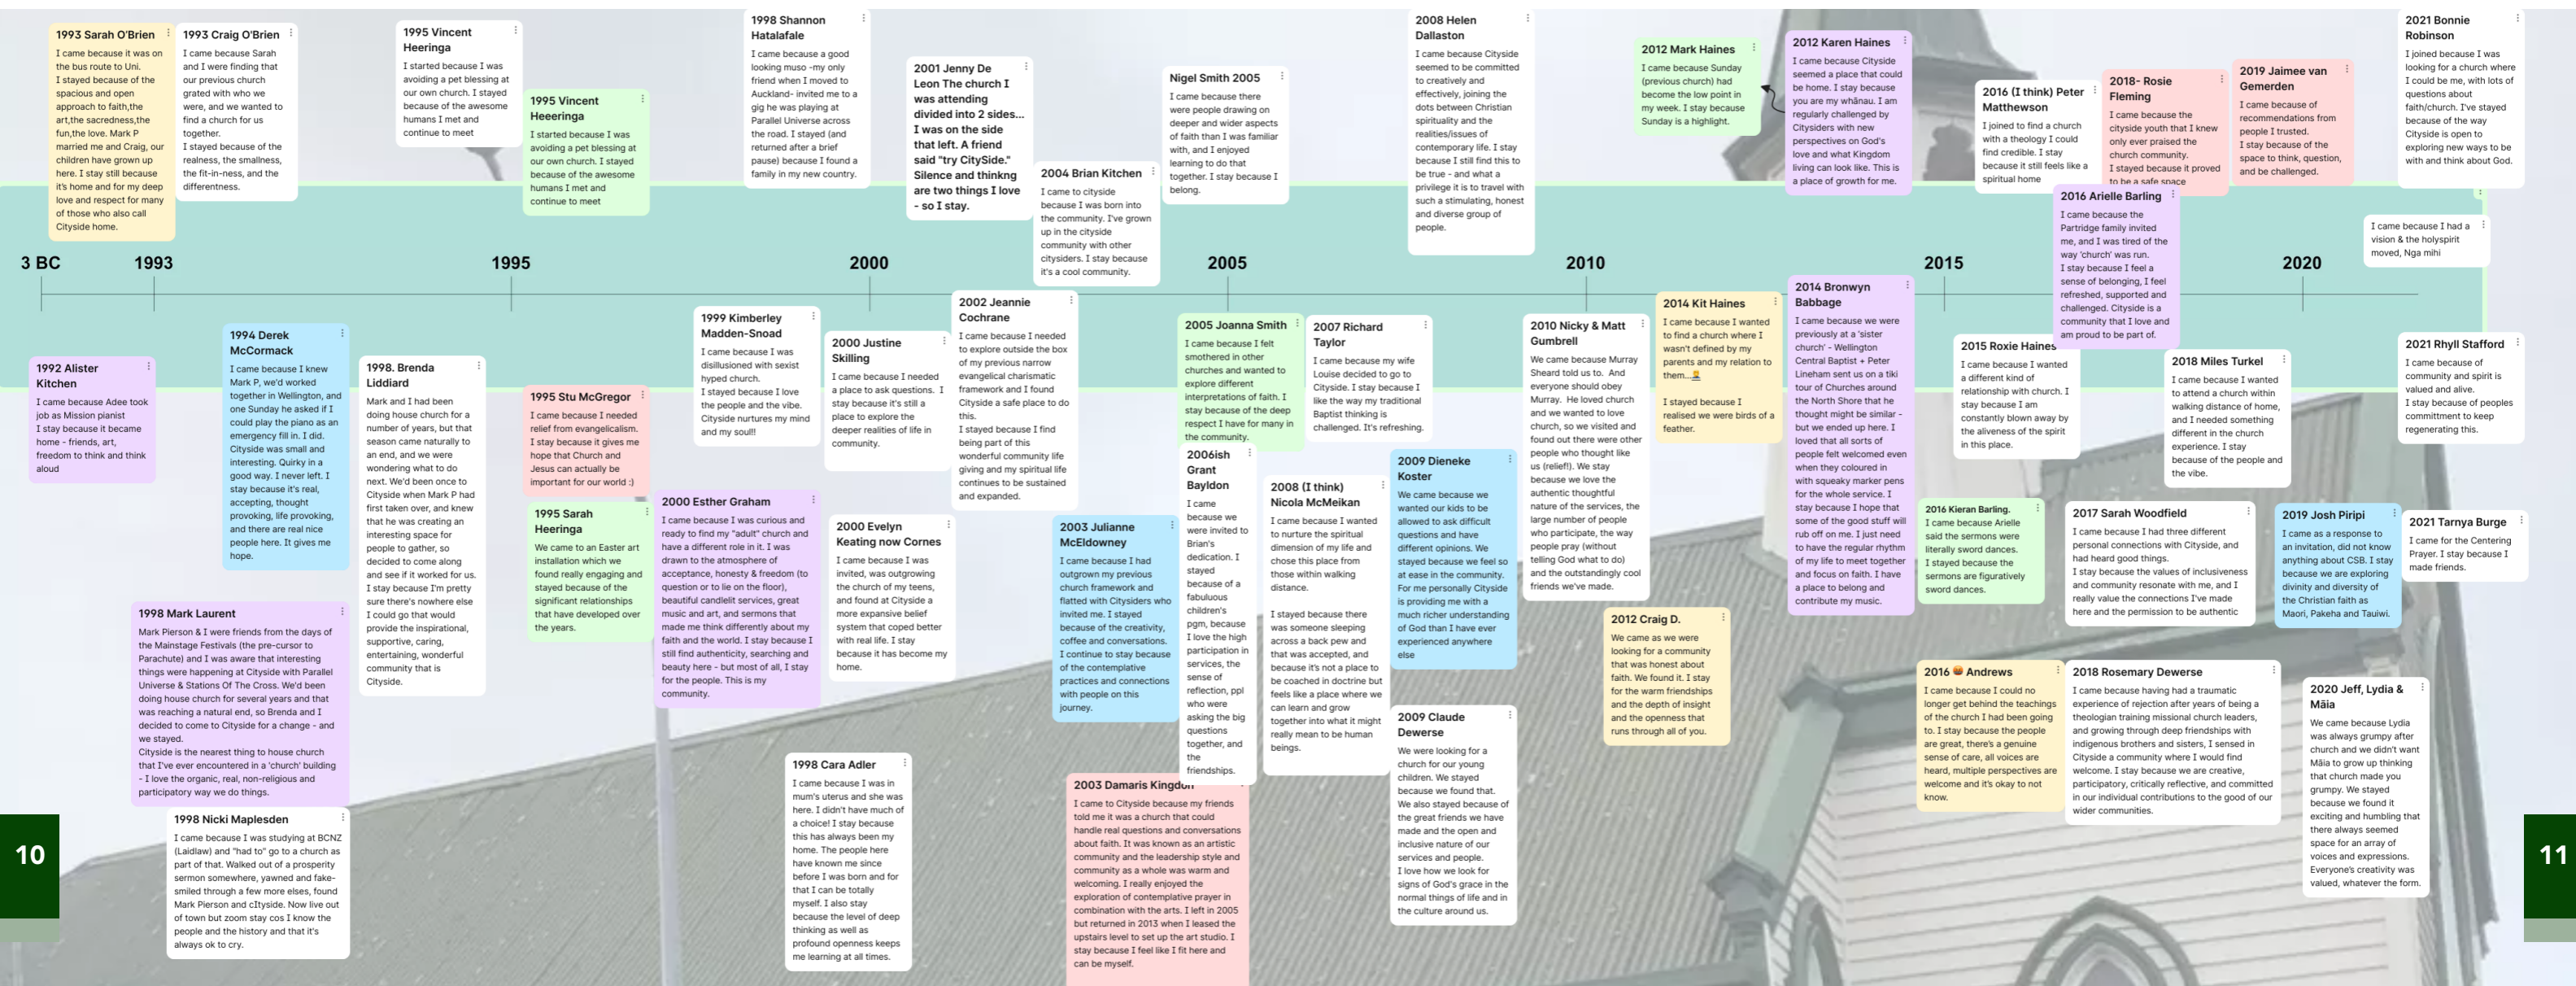 1993 Sarah O'Brien
I came because it was on
the bus route to Uni.
I stayed because of the
spacious and open
approach to faith,the
art,the sacredness,the
fun,the love. Mark P
married me and Craig, our
children have grown up
here. I stay still because
it's home and for my deep
love and respect for many
of those who also call
Cityside home.
1993 Craig O'Brien
I came because Sarah
and I were finding that
our previous church
grated with who we
were, and we wanted to
find a church for us
together.
I stayed because of the
realness, the smallness,
the fit-in-ness, and the
differentness.
1995 Vincent
Heeringa
I started because I was
avoiding a pet blessing at
our own church. I stayed
because of the awesome
humans I met and
continue to meet
1995 Vincent
Heeeringa
I started because I was
avoiding a pet blessing at
our own church. I stayed
because of the awesome
humans I met and
continue to meet
1998 Shannon
Hatalafale
I came because a good
looking muso -my only
friend when I moved to
Auckland- invited me to a
gig he was playing at
Parallel Universe across
the road. I stayed (and
returned after a brief
pause) because I found a
family in my new country.
2001 Jenny De
Leon The church I
was attending
divided into 2 sides...
I was on the side
that left. A friend
said "try CitySide."
Silence and thinkng
are two things I love
- so I stay.
2004 Brian Kitchen
I came to cityside
because I was born into
the community. I've grown
up in the cityside
community with other
citysiders. I stay because
it's a cool community.
Nigel Smith 2005
I came because there
were people drawing on
deeper and wider aspects
of faith than I was familiar
with, and I enjoyed
learning to do that
together. I stay because I
belong.
2008 Helen
Dallaston
I came because Cityside
seemed to be committed
to creatively and
effectively, joining the
dots between Christian
spirituality and the
realities/issues of
contemporary life. I stay
because I still find this to
be true - and what a
privilege it is to travel with
such a stimulating, honest
and diverse group of
people.
2012 Mark Haines
I came because Sunday
(previous church) had
become the low point in
my week. I stay because
Sunday is a highlight.
2012 Karen Haines
I came because Cityside
seemed a place that could
be home. I stay because
you are my whānau. I am
regularly challenged by
Citysiders with new
perspectives on God's
love and what Kingdom
living can look like. This is
a place of growth for me.
2016 (I think) Peter
Matthewson
I joined to find a church
with a theology I could
find credible. I stay
because it still feels like a
spiritual home
2018- Rosie
Fleming
I came because the
cityside youth that I knew
only ever praised the
church community.
I stayed because it proved
to be a safe space
2019 Jaimee van
Gemerden
I came because of
recommendations from
people I trusted.
I stay because of the
space to think, question,
and be challenged.
2021 Bonnie
Robinson
I joined because I was
looking for a church where
I could be me, with lots of
questions about
faith/church. I've stayed
because of the way
Cityside is open to
exploring new ways to be
with and think about God.
2016 Arielle Barling
I came because the
Partridge family invited
me, and I was tired of the
way 'church' was run.
I stay because I feel a
sense of belonging, I feel
refreshed, supported and
challenged. Cityside is a
community that I love and
am proud to be part of.
I came because I had a
vision & the holyspirit
moved, Nga mihi
3 BC
1993
1995
2000
2005
2010
2015
2020
1992 Alister
Kitchen
I came because Adee took
job as Mission pianist
I stay because it became
home - friends, art,
freedom to think and think
aloud
1994 Derek
McCormack
I came because I knew
Mark P, we'd worked
together in Wellington, and
one Sunday he asked if I
could play the piano as an
emergency fill in. I did.
Cityside was small and
interesting. Quirky in a
good way. I never left. I
stay because it's real,
accepting, thought
provoking, life provoking,
and there are real nice
people here. It gives me
hope.
1998. Brenda
Liddiard
Mark and I had been
doing house church for a
number of years, but that
season came naturally to
an end, and we were
wondering what to do
next. We'd been once to
Cityside when Mark P had
first taken over, and knew
that he was creating an
interesting space for
people to gather, so
decided to come along
and see if it worked for us.
I stay because I'm pretty
sure there's nowhere else
I could go that would
provide the inspirational,
supportive, caring,
entertaining, wonderful
community that is
Cityside.
1998 Mark Laurent
Mark Pierson & I were friends from the days of
the Mainstage Festivals (the pre-cursor to
Parachute) and I was aware that interesting
things were happening at Cityside with Parallel
Universe & Stations Of The Cross. We'd been
doing house church for several years and that
was reaching a natural end, so Brenda and I
decided to come to Cityside for a change - and
we stayed.
Cityside is the nearest thing to house church
that I've ever encountered in a 'church' building
- I love the organic, real, non-religious and
participatory way we do things.
1998 Nicki Maplesden
I came because I was studying at BCNZ
(Laidlaw) and "had to" go to a church as
part of that. Walked out of a prosperity
sermon somewhere, yawned and fake-
smiled through a few more elses, found
Mark Pierson and cItyside. Now live out
of town but zoom stay cos I know the
people and the history and that it's
always ok to cry.
1995 Stu McGregor
I came because I needed
relief from evangelicalism.
I stay because it gives me
hope that Church and
Jesus can actually be
important for our world :)
1995 Sarah
Heeringa
We came to an Easter art
installation which we
found really engaging and
stayed because of the
significant relationships
that have developed over
the years.
1999 Kimberley
Madden-Snoad
I came because I was
disillusioned with sexist
hyped church.
I stayed because I love
the people and the vibe.
Cityside nurtures my mind
and my soul!!
2000 Esther Graham
I came because I was curious and
ready to find my "adult" church and
have a different role in it. I was
drawn to the atmosphere of
acceptance, honesty & freedom (to
question or to lie on the floor),
beautiful candlelit services, great
music and art, and sermons that
made me think differently about my
faith and the world. I stay because I
still find authenticity, searching and
beauty here - but most of all, I stay
for the people. This is my
community.
2000 Justine
Skilling
I came because I needed
a place to ask questions. I
stay because it's still a
place to explore the
deeper realities of life in
community.
2000 Evelyn
Keating now Cornes
I came because I was
invited, was outgrowing
the church of my teens,
and found at Cityside a
more expansive belief
system that coped better
with real life. I stay
because it has become my
home.
1998 Cara Adler
I came because I was in
mum's uterus and she was
here. I didn't have much of
a choice! I stay because
this has always been my
home. The people here
have known me since
before I was born and for
that I can be totally
myself. I also stay
because the level of deep
thinking as well as
profound openness keeps
me learning at all times.
2002 Jeannie
Cochrane
I came because I needed
to explore outside the box
of my previous narrow
evangelical charismatic
framework and I found
Cityside a safe place to do
this.
I stayed because I find
being part of this
wonderful community life
giving and my spiritual life
continues to be sustained
and expanded.
2003 Julianne
McEldowney
I came because I had
outgrown my previous
church framework and
flatted with Citysiders who
invited me. I stayed
because of the creativity,
coffee and conversations.
I continue to stay because
of the contemplative
practices and connections
with people on this
journey.
2003 Damaris Kingdon
I came to Cityside because my friends
told me it was a church that could
handle real questions and conversations
about faith. It was known as an artistic
community and the leadership style and
community as a whole was warm and
welcoming. I really enjoyed the
exploration of contemplative prayer in
combination with the arts. I left in 2005
but returned in 2013 when I leased the
upstairs level to set up the art studio. I
stay because I feel like I fit here and
can be myself.
2005 Joanna Smith
I came because I felt
smothered in other
churches and wanted to
explore different
interpretations of faith. I
stay because of the deep
respect I have for many in
the community.
2006ish
Grant
Bayldon
I came
because we
were invited to
Brian's
dedication. I
stayed
because of a
fabuluous
children's
pgm, because
I love the high
participation in
services, the
sense of
reflection, ppl
who were
asking the big
questions
together, and
the
friendships.
2007 Richard
Taylor
I came because my wife
Louise decided to go to
Cityside. I stay because I
like the way my traditional
Baptist thinking is
challenged. It's refreshing.
2008 (I think)
Nicola McMeikan
I came because I wanted
to nurture the spiritual
dimension of my life and
chose this place from
those within walking
distance.
I stayed because there
was someone sleeping
across a back pew and
that was accepted, and
because it's not a place to
be coached in doctrine but
feels like a place where we
can learn and grow
together into what it might
really mean to be human
beings.
2009 Dieneke
Koster
We came because we
wanted our kids to be
allowed to ask difficult
questions and have
different opinions. We
stayed because we feel so
at ease in the community.
For me personally Cityside
is providing me with a
much richer understanding
of God than I have ever
experienced anywhere
else
2009 Claude
Dewerse
We were looking for a
church for our young
children. We stayed
because we found that.
We also stayed because of
the great friends we have
made and the open and
inclusive nature of our
services and people.
I love how we look for
signs of God's grace in the
normal things of life and in
the culture around us.
2010 Nicky & Matt
Gumbrell
We came because Murray
Sheard told us to. And
everyone should obey
Murray. He loved church
and we wanted to love
church, so we visited and
found out there were other
people who thought like
us (relief!). We stay
because we love the
authentic thoughtful
nature of the services, the
large number of people
who participate, the way
people pray (without
telling God what to do)
and the outstandingly cool
friends we've made.
2014 Kit Haines
I came because I wanted
to find a church where I
wasn't defined by my
parents and my relation to
them...
I stayed because I
realised we were birds of a
feather.
2012 Craig D.
We came as we were
looking for a community
that was honest about
faith. We found it. I stay
for the warm friendships
and the depth of insight
and the openness that
runs through all of you.
2014 Bronwyn
Babbage
I came because we were
previously at a 'sister
church' - Wellington
Central Baptist + Peter
Lineham sent us on a tiki
tour of Churches around
the North Shore that he
thought might be similar -
but we ended up here. I
loved that all sorts of
people felt welcomed even
when they coloured in
with squeaky marker pens
for the whole service. I
stay because I hope that
some of the good stuff will
rub off on me. I just need
to have the regular rhythm
of my life to meet together
and focus on faith. I have
a place to belong and
contribute my music.
2015 Roxie Haines
I came because I wanted
a different kind of
relationship with church. I
stay because I am
constantly blown away by
the aliveness of the spirit
in this place.
2016 Kieran Barling.
I came because Arielle
said the sermons were
literally sword dances.
I stayed because the
sermons are figuratively
sword dances.
2016 Andrews
I came because I could no
longer get behind the teachings
of the church I had been going
to. I stay because the people
are great, there's a genuine
sense of care, all voices are
heard, multiple perspectives are
welcome and it's okay to not
know.
2017 Sarah Woodfield
I came because I had three different
personal connections with Cityside, and
had heard good things.
I stay because the values of inclusiveness
and community resonate with me, and I
really value the connections I've made
here and the permission to be authentic
2018 Rosemary Dewerse
I came because having had a traumatic
experience of rejection after years of being a
theologian training missional church leaders,
and growing through deep friendships with
indigenous brothers and sisters, I sensed in
Cityside a community where I would find
welcome. I stay because we are creative,
participatory, critically reflective, and committed
in our individual contributions to the good of our
wider communities.
2018 Miles Turkel
I came because I wanted
to attend a church within
walking distance of home,
and I needed something
different in the church
experience. I stay
because of the people and
the vibe.
2019 Josh Piripi
I came as a response to
an invitation, did not know
anything about CSB. I stay
because we are exploring
divinity and diversity of
the Christian faith as
Maori, Pakeha and Tauiwi.
2020 Jeff, Lydia &
Māia
We came because Lydia
was always grumpy after
church and we didn't want
Māia to grow up thinking
that church made you
grumpy. We stayed
because we found it
exciting and humbling that
there always seemed
space for an array of
voices and expressions.
Everyone's creativity was
valued, whatever the form.
2021 Rhyll Stafford
I came because of
community and spirit is
valued and alive.
I stay because of peoples
committment to keep
regenerating this.
2021 Tarnya Burge
I came for the Centering
Prayer. I stay because I
made friends.
10
11